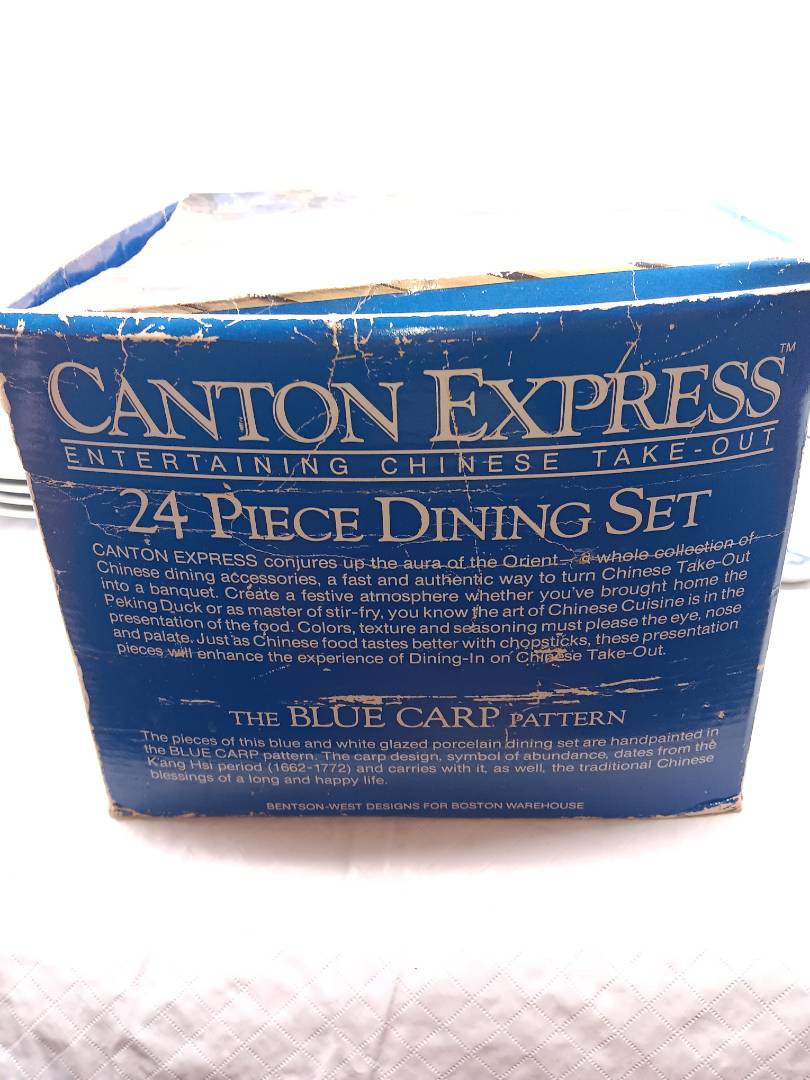 CANTON EXPRESS™
ENTERTAINING CHINESE TAKE-OUT
24 PIECE DINING SET
CANTON EXPRESS conjures up the aura of the Orient - a whole collection of
Chinese dining accessories, a fast and authentic way to turn Chinese Take-Out
into a banquet. Create a festive atmosphere whether you've brought home the
Peking Duck or as master of stir-fry, you know the art of Chinese Cuisine is in the
presentation of the food. Colors, texture and seasoning must please the eye, nose
and palate. Just as Chinese food tastes better with chopsticks, these presentation
pieces will enhance the experience of Dining-In on Chinese Take-Out.
THE BLUE CARP PATTERN
The pieces of this blue and white glazed porcelain dining set are handpainted in
the BLUE CARP pattern. The carp design, symbol of abundance, dates from the
K'ang Hsi period (1662-1772) and carries with it, as well, the traditional Chinese
blessings of a long and happy life.
BENTSON-WEST DESIGNS FOR BOSTON WAREHOUSE